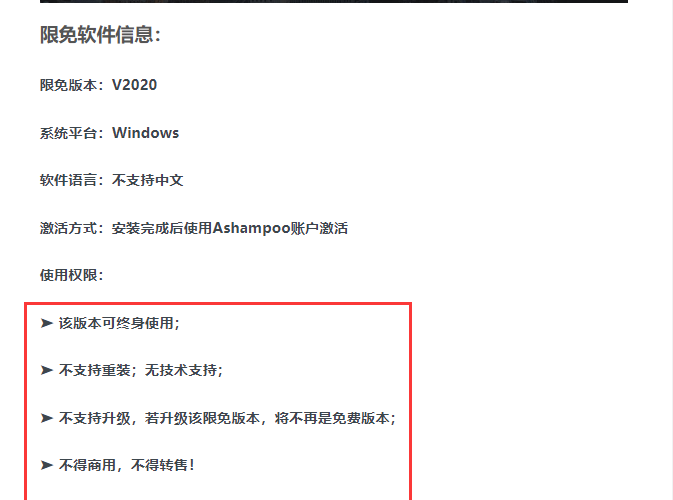 限免软件信息：
限免版本：V2020
系统平台：Windows
软件语言：不支持中文
激活方式：安装完成后使用Ashampoo账户激活
使用权限：
➤ 该版本可终身使用；
➤ 不支持重装；无技术支持；
➤ 不支持升级，若升级该限免版本，将不再是免费版本；
➤ 不得商用，不得转售！